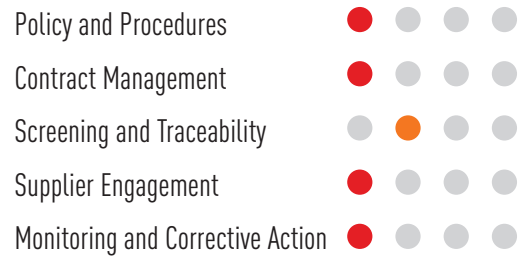 Policy and Procedures
Contract Management
Screening and Traceability
Supplier Engagement
Monitoring and Corrective Action